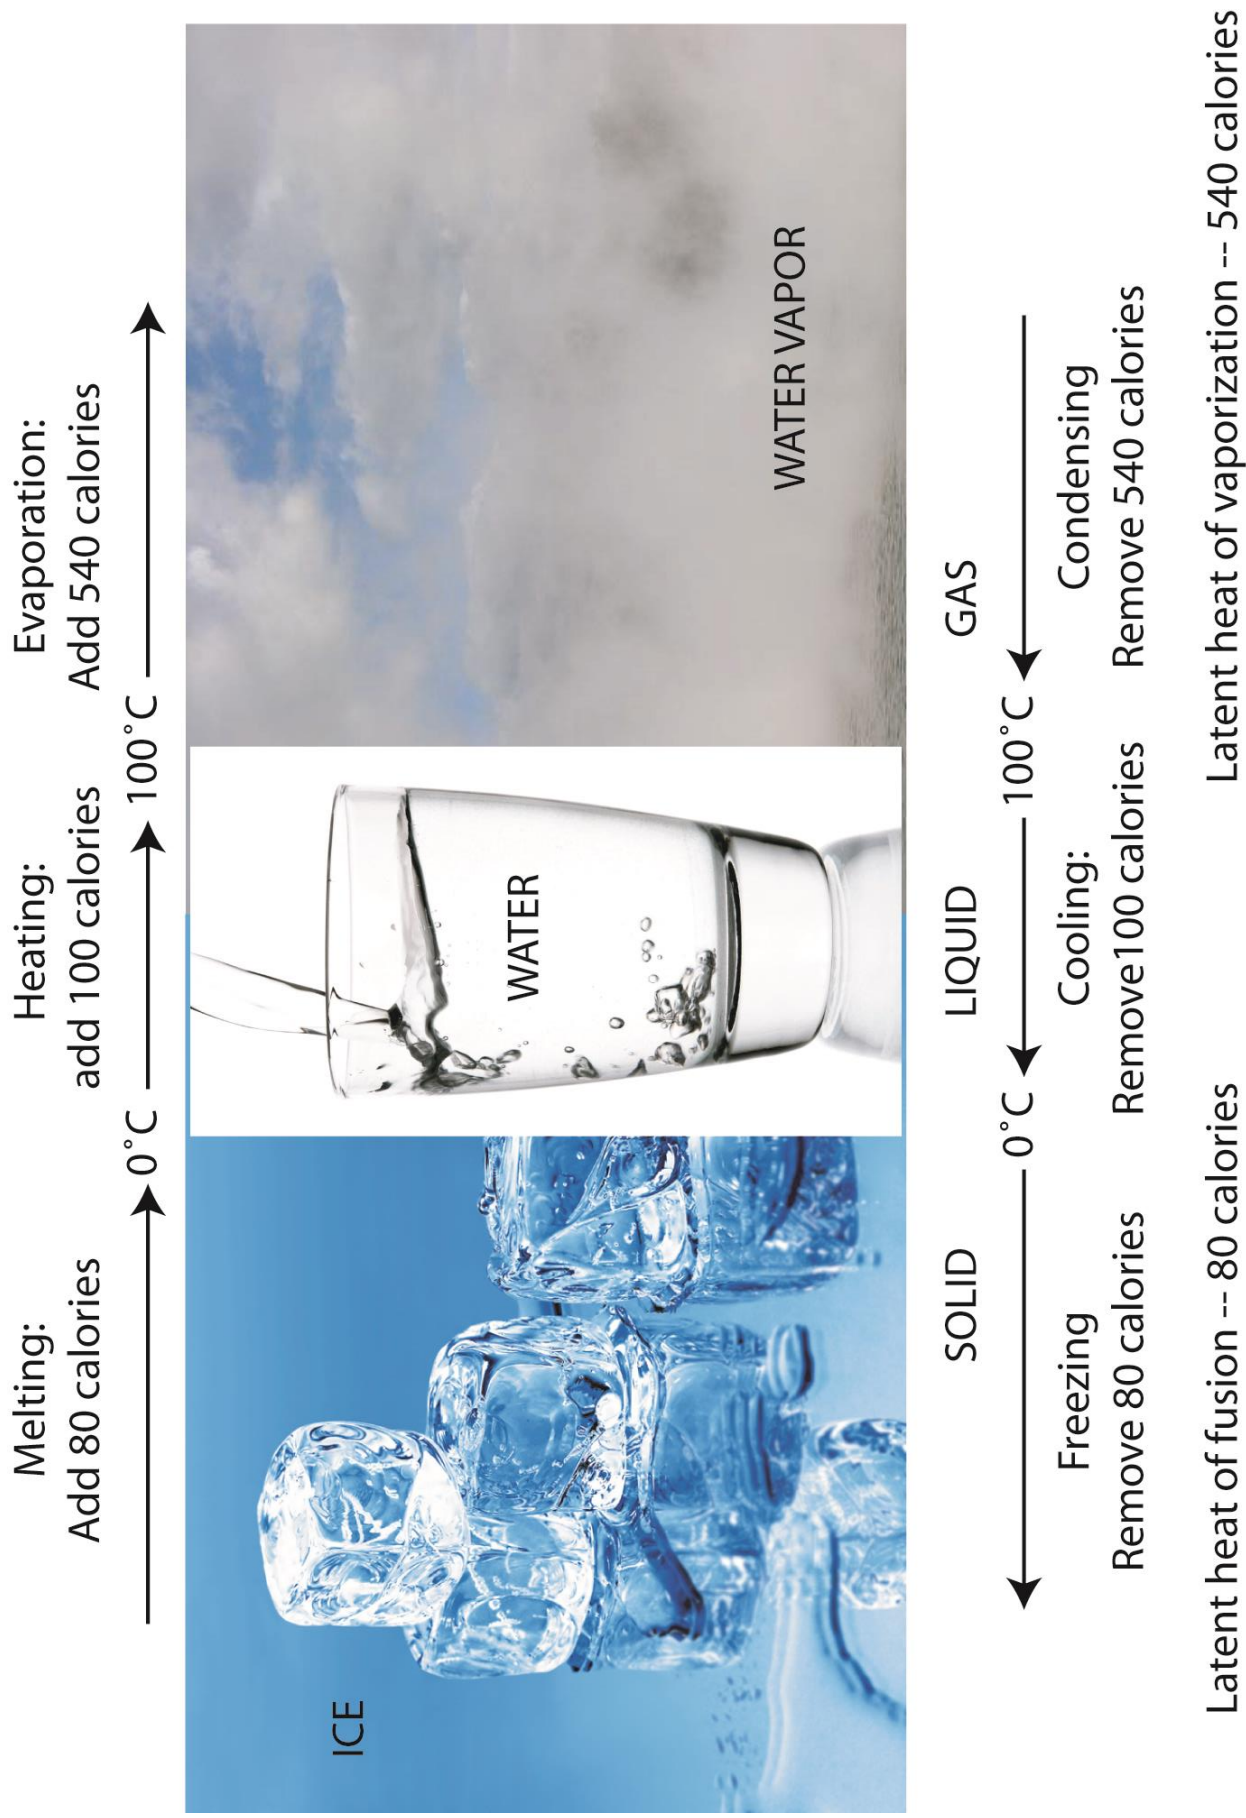 Melting:
Add 80 calories
Heating:
add 100 calories
Evaporation:
Add 540 calories
0˚C
100˚C
ICE
WATER
WATER VAPOR
SOLID
LIQUID
GAS
0˚C
100˚C
Freezing
Remove 80 calories
Cooling:
Remove100 calories
Condensing
Remove 540 calories
Latent heat of fusion -- 80 calories
Latent heat of vaporization -- 540 calories